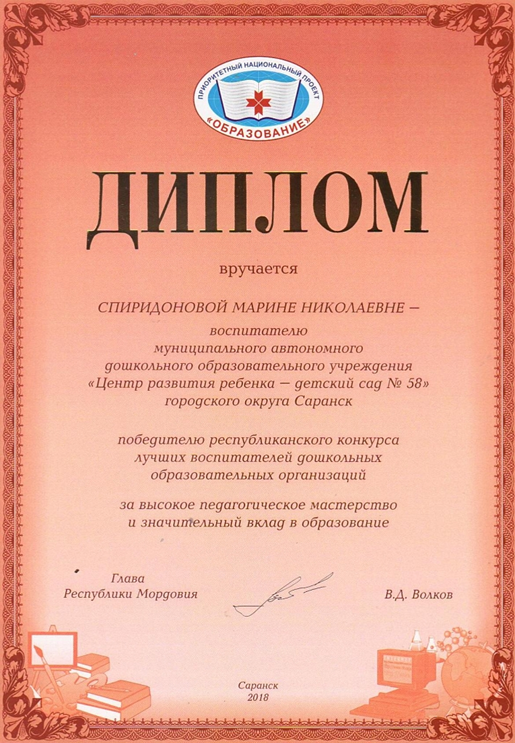 ПРИОРИТЕТНЫЙ НАЦИОНАЛЬНЫЙ ПРОЕКТ
«ОБРАЗОВАНИЕ»
ДИПЛОМ
вручается
СПИРИДОНОВОЙ МАРИНЕ НИКОЛАЕВНЕ –
воспитателю
муниципального автономного
дошкольного образовательного учреждения
«Центр развития ребенка – детский сад № 58»
городского округа Саранск
победителю республиканского конкурса
лучших воспитателей дошкольных
образовательных организаций
за высокое педагогическое мастерство
и значительный вклад в образование
Глава
Республики Мордовия
В.Д. Волков
Саранск
2018